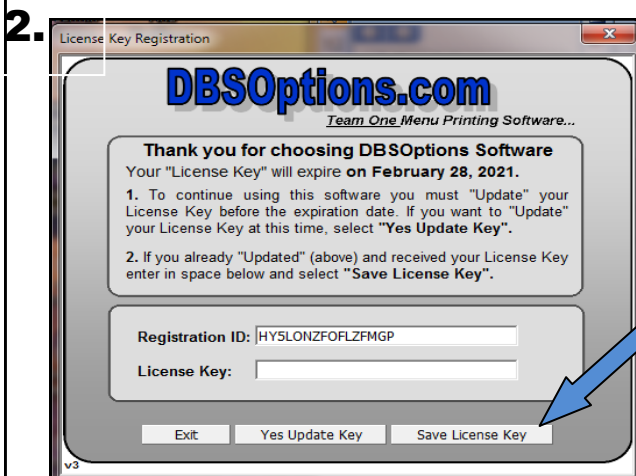 2.
License Key Registration
DBSOptions.com
Team One Menu Printing Software...
Thank you for choosing DBSOptions Software
Your "License Key" will expire on February 28, 2021.
1. To continue using this software you must "Update" your
License Key before the expiration date. If you want to "Update"
your License Key at this time, select "Yes Update Key".
2. If you already "Updated" (above) and received your License Key
enter in space below and select "Save License Key".
Registration ID: HY5LONZFOFLZFMGP
License Key:
Exit Yes Update Key Save License Key
v3